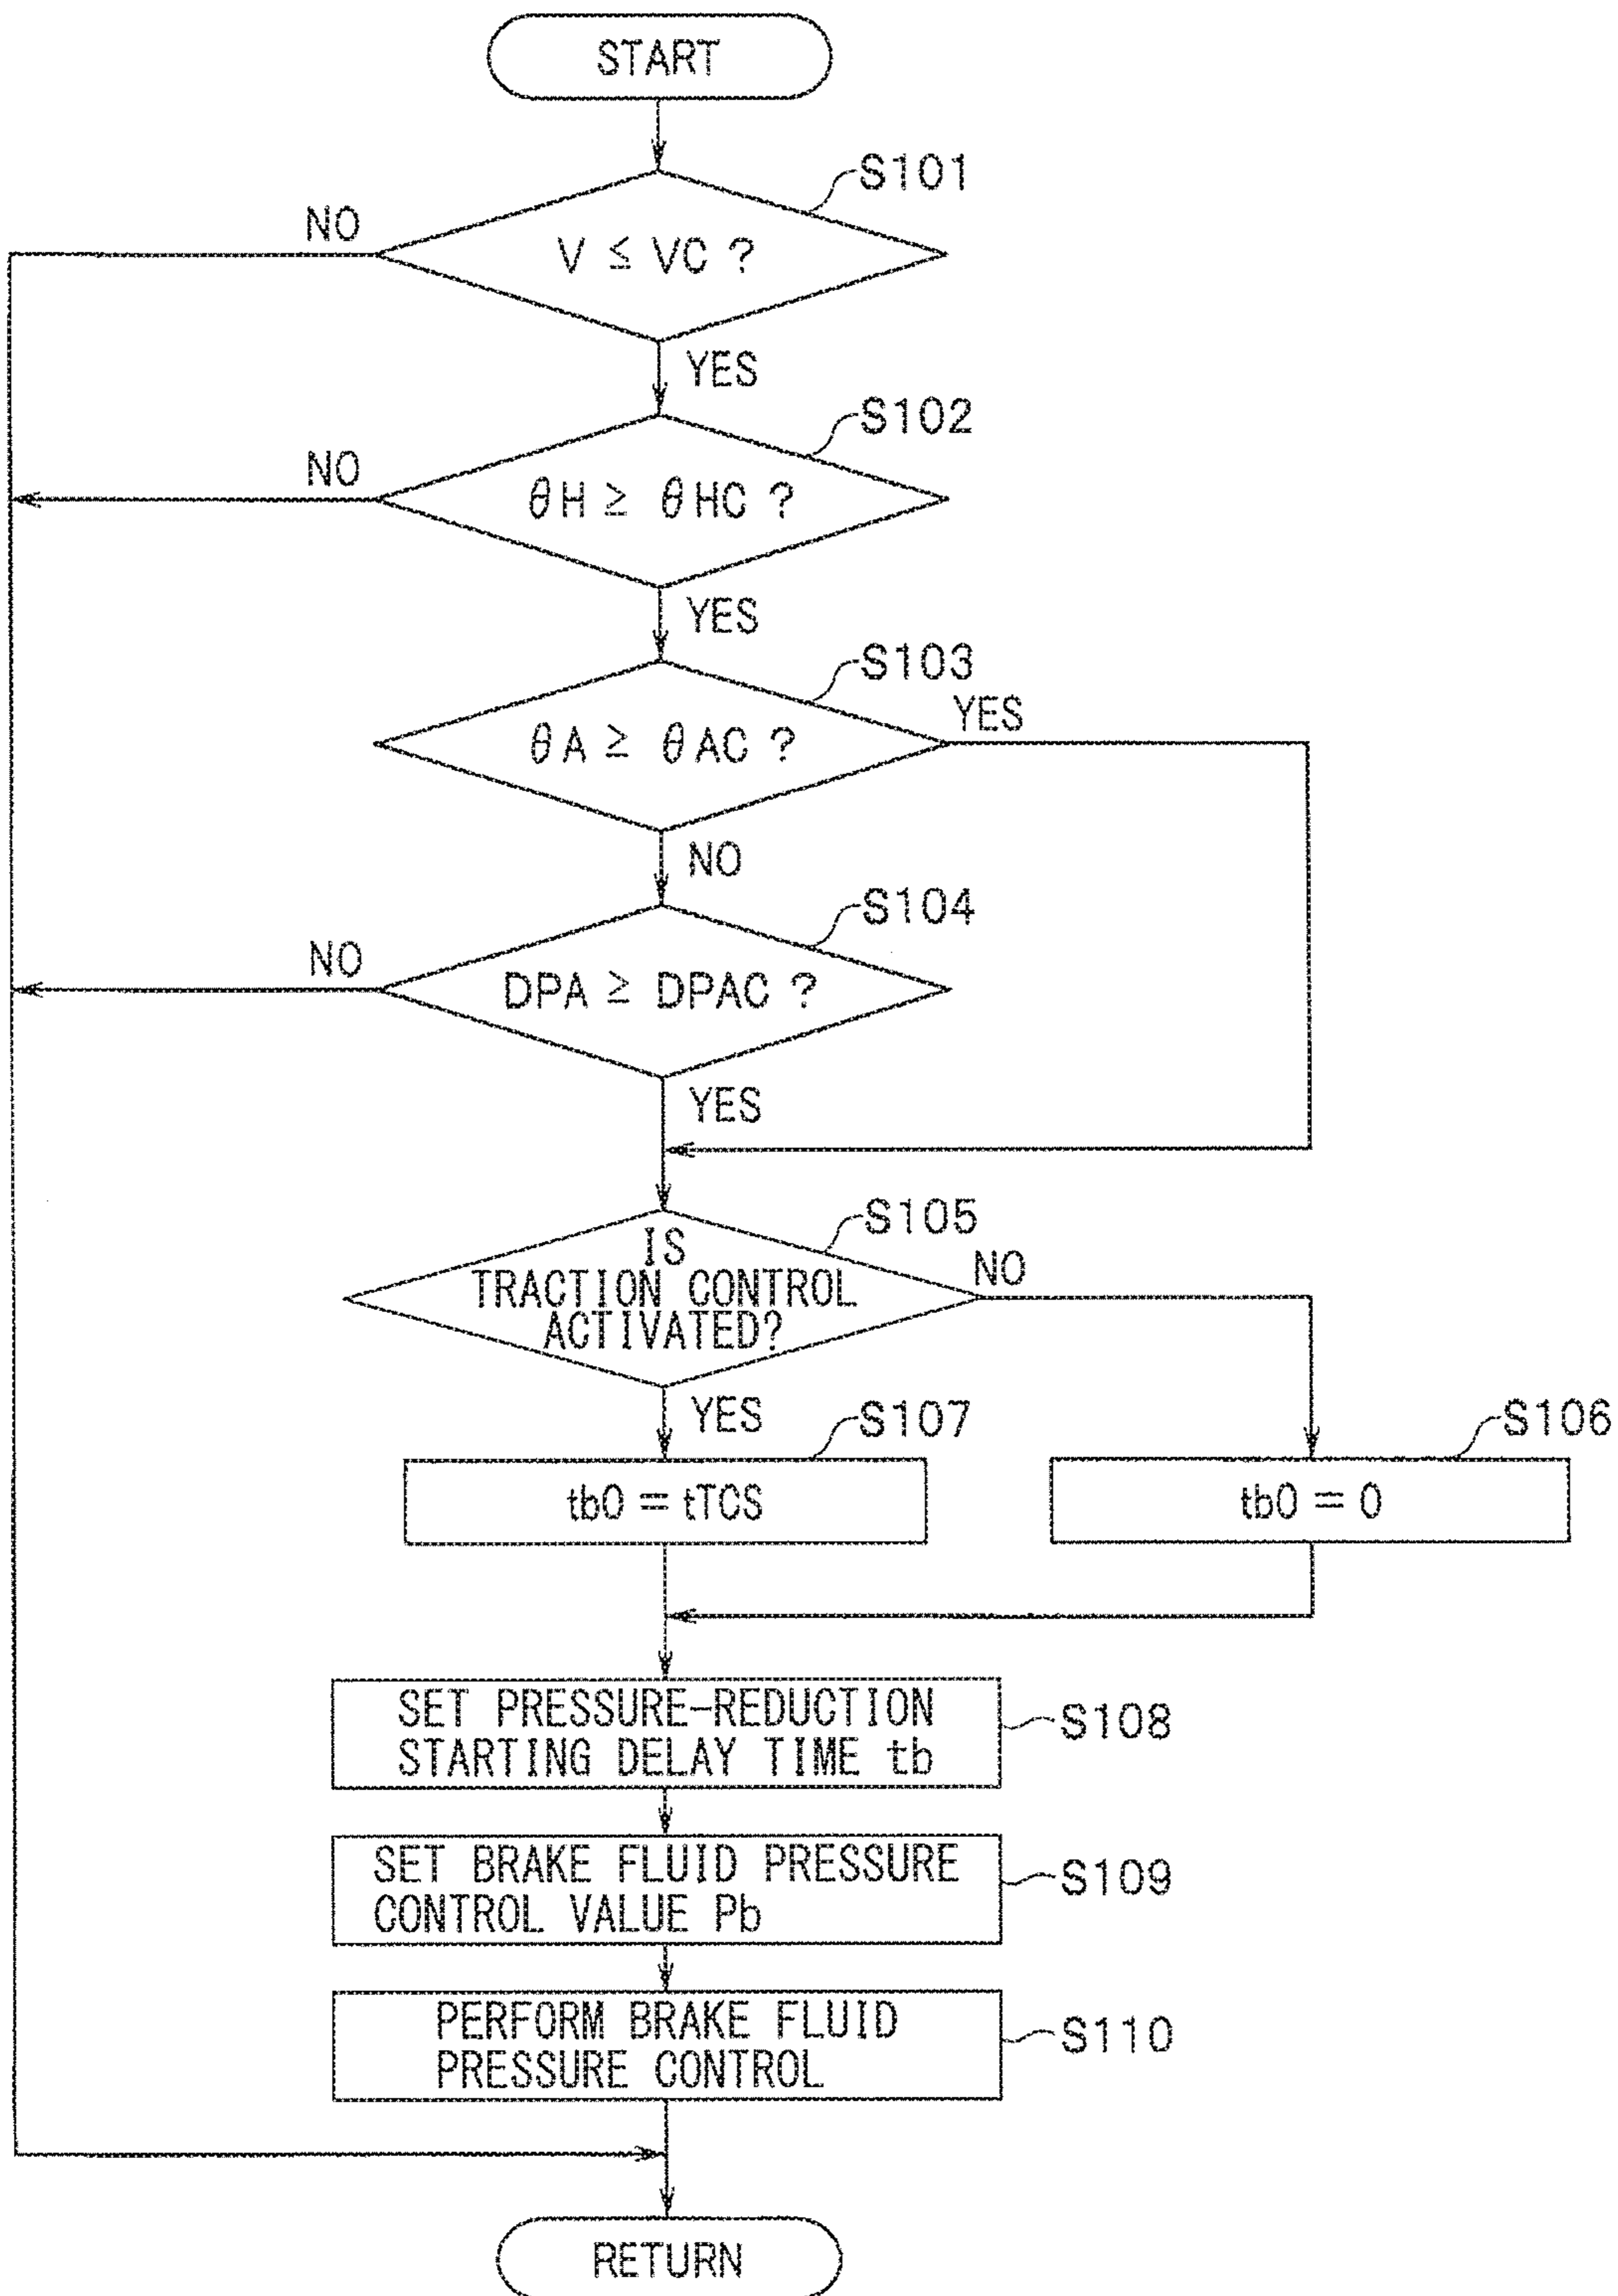 START
S101
NO
V ≤ VC ?
YES
S102
NO
θH ≥ θHC ?
YES
S103
YES
θA ≥ θAC ?
NO
S104
NO
DPA ≥ DPAC ?
YES
S105
IS
NO
TRACTION CONTROL
ACTIVATED?
YES
S107
S106
tb0 = tTCS
tb0 = 0
SET PRESSURE-REDUCTION
STARTING DELAY TIME tb
S108
SET BRAKE FLUID PRESSURE
CONTROL VALUE Pb
S109
PERFORM BRAKE FLUID
PRESSURE CONTROL
S110
RETURN